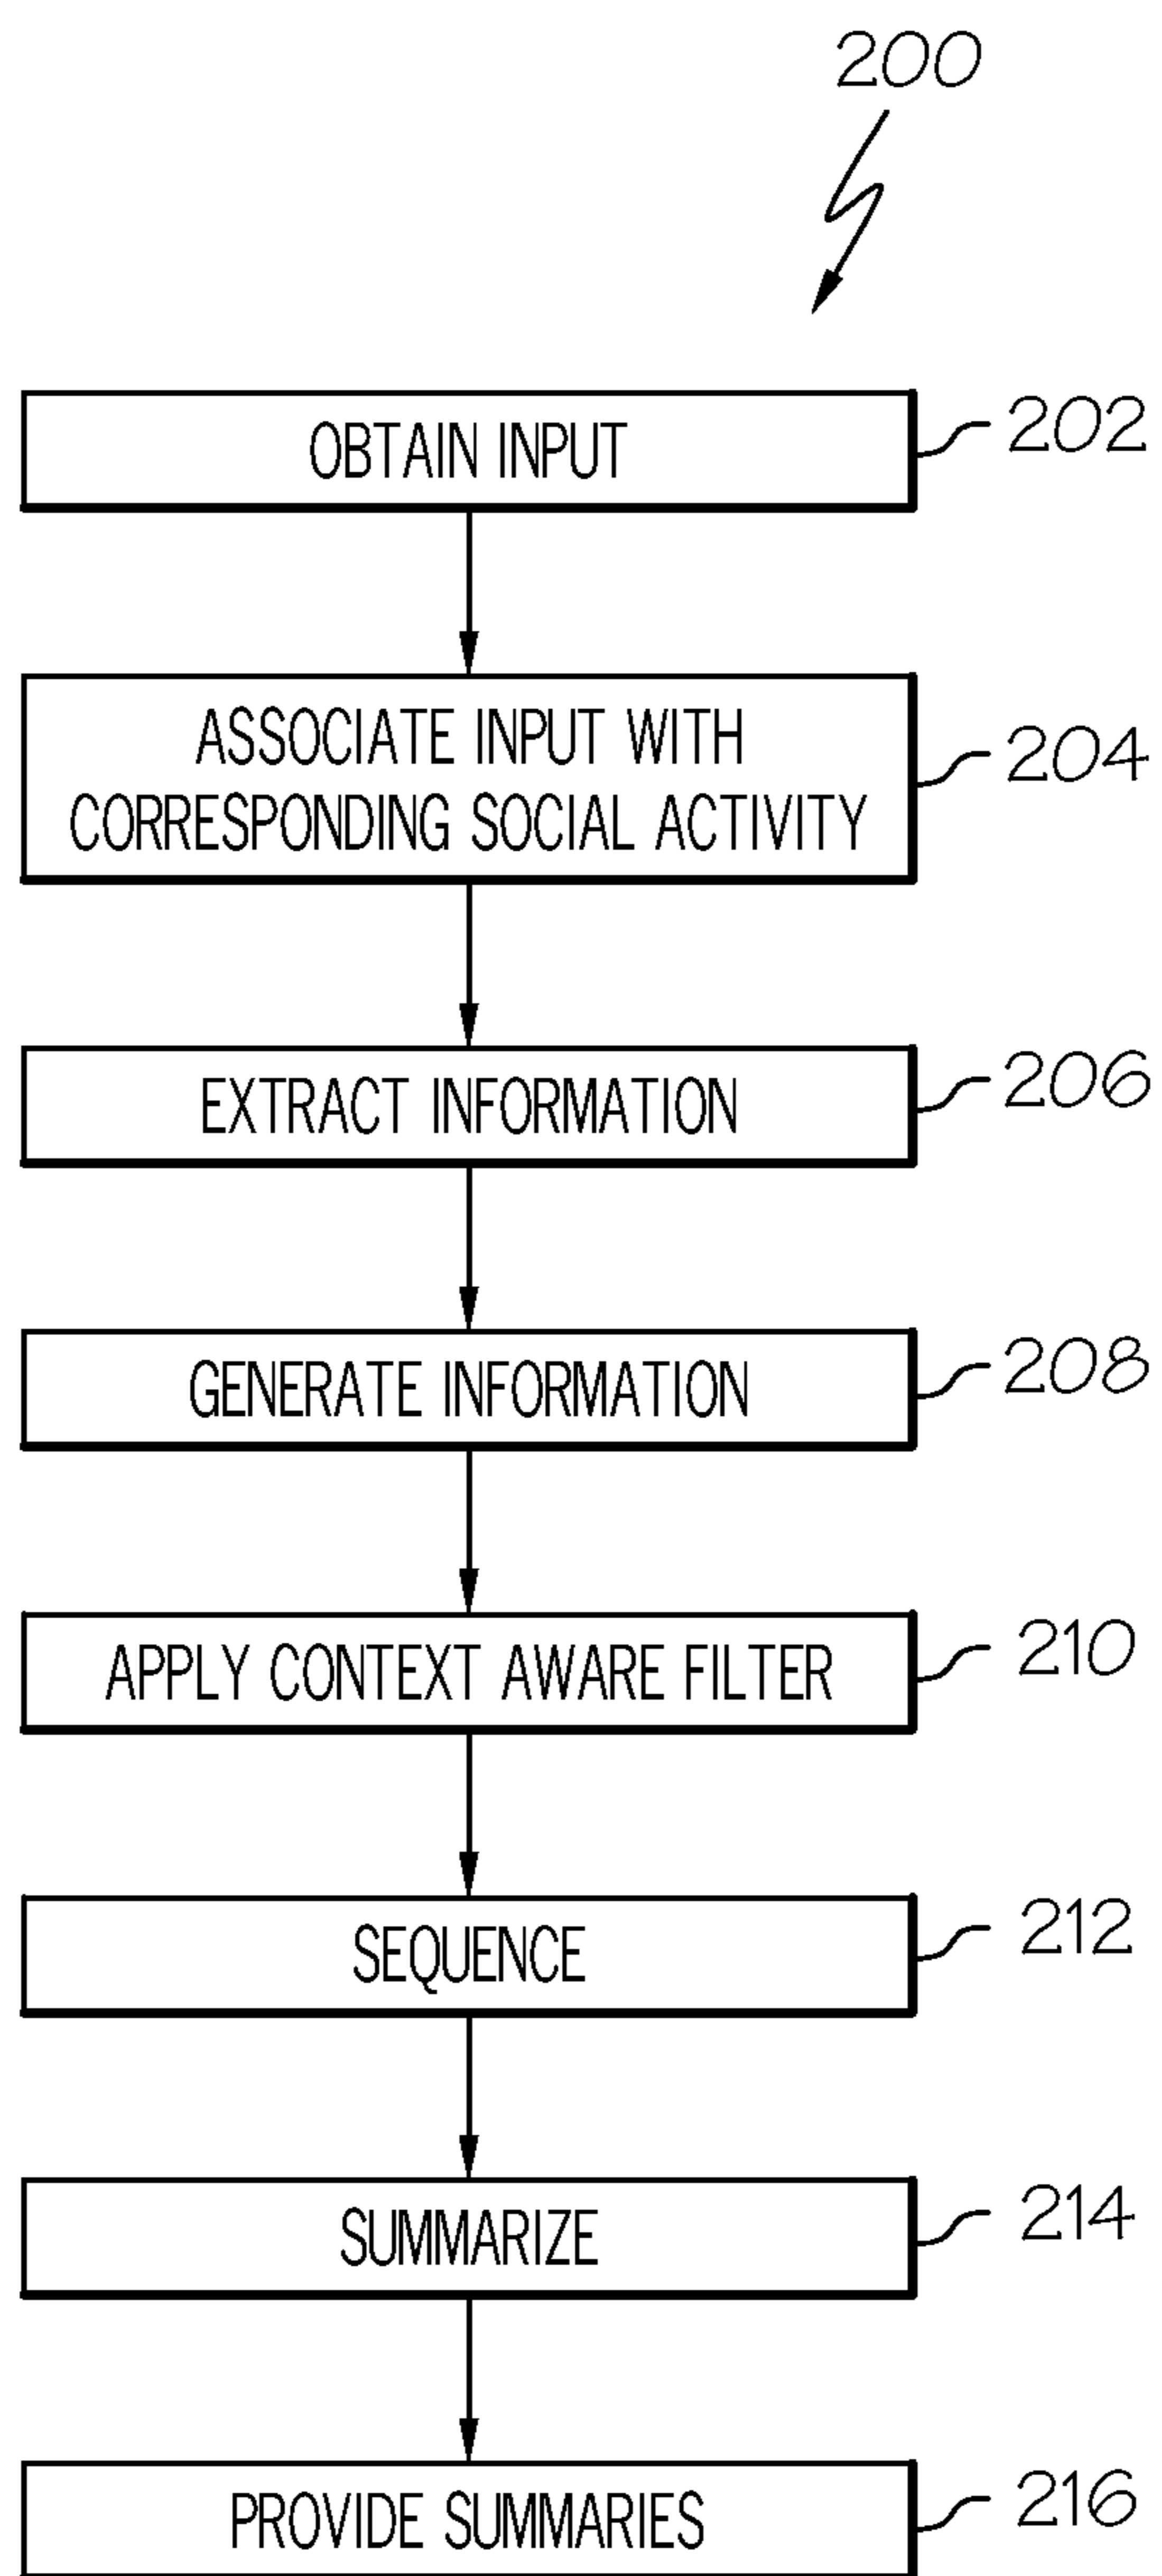 200
OBTAIN INPUT
202
ASSOCIATE INPUT WITH
CORRESPONDING SOCIAL ACTIVITY
204
EXTRACT INFORMATION
206
GENERATE INFORMATION
208
APPLY CONTEXT AWARE FILTER
210
SEQUENCE
212
SUMMARIZE
214
PROVIDE SUMMARIES
216